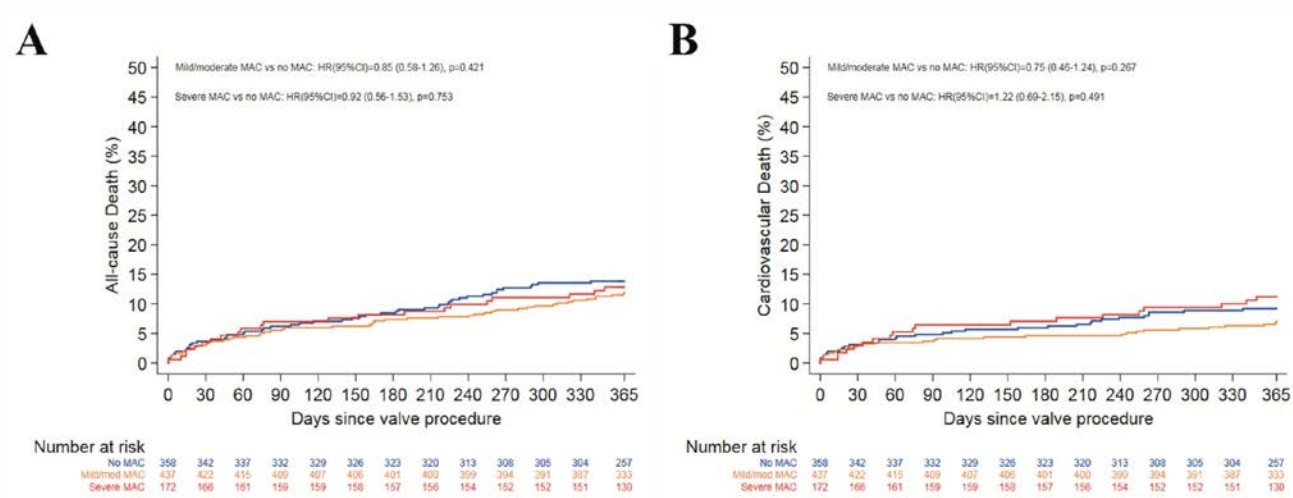 A
Mild/moderate MAC vs no MAC: HR(95%CI)=0.85 (0.58-1.26), p=0.421
Severe MAC vs no MAC: HR(95%CI)=0.92 (0.56-1.53), p=0.753
All-cause Death (%)
50
45
40
35
30
25
20
15
10
5
0
0 30 60 90 120 150 180 210 240 270 300 330 365
Days since valve procedure
Number at risk
No MAC 358 342 337 332 329 326 323 320 313 308 305 304 257
Mild/mod MAC 437 422 415 409 407 406 401 400 399 394 391 387 333
Severe MAC 172 166 161 159 159 158 157 156 154 152 152 151 130
B
Mild/moderate MAC vs no MAC: HR(95%CI)=0.75 (0.46-1.24), p=0.267
Severe MAC vs no MAC: HR(95%CI)=1.22 (0.69-2.15), p=0.491
Cardiovascular Death (%)
50
45
40
35
30
25
20
15
10
5
0
0 30 60 90 120 150 180 210 240 270 300 330 365
Days since valve procedure
Number at risk
No MAC 358 342 337 332 329 326 323 320 313 308 305 304 257
Mild/mod MAC 437 422 415 409 407 406 401 400 399 394 391 387 333
Severe MAC 172 166 161 159 159 158 157 156 154 152 152 151 130